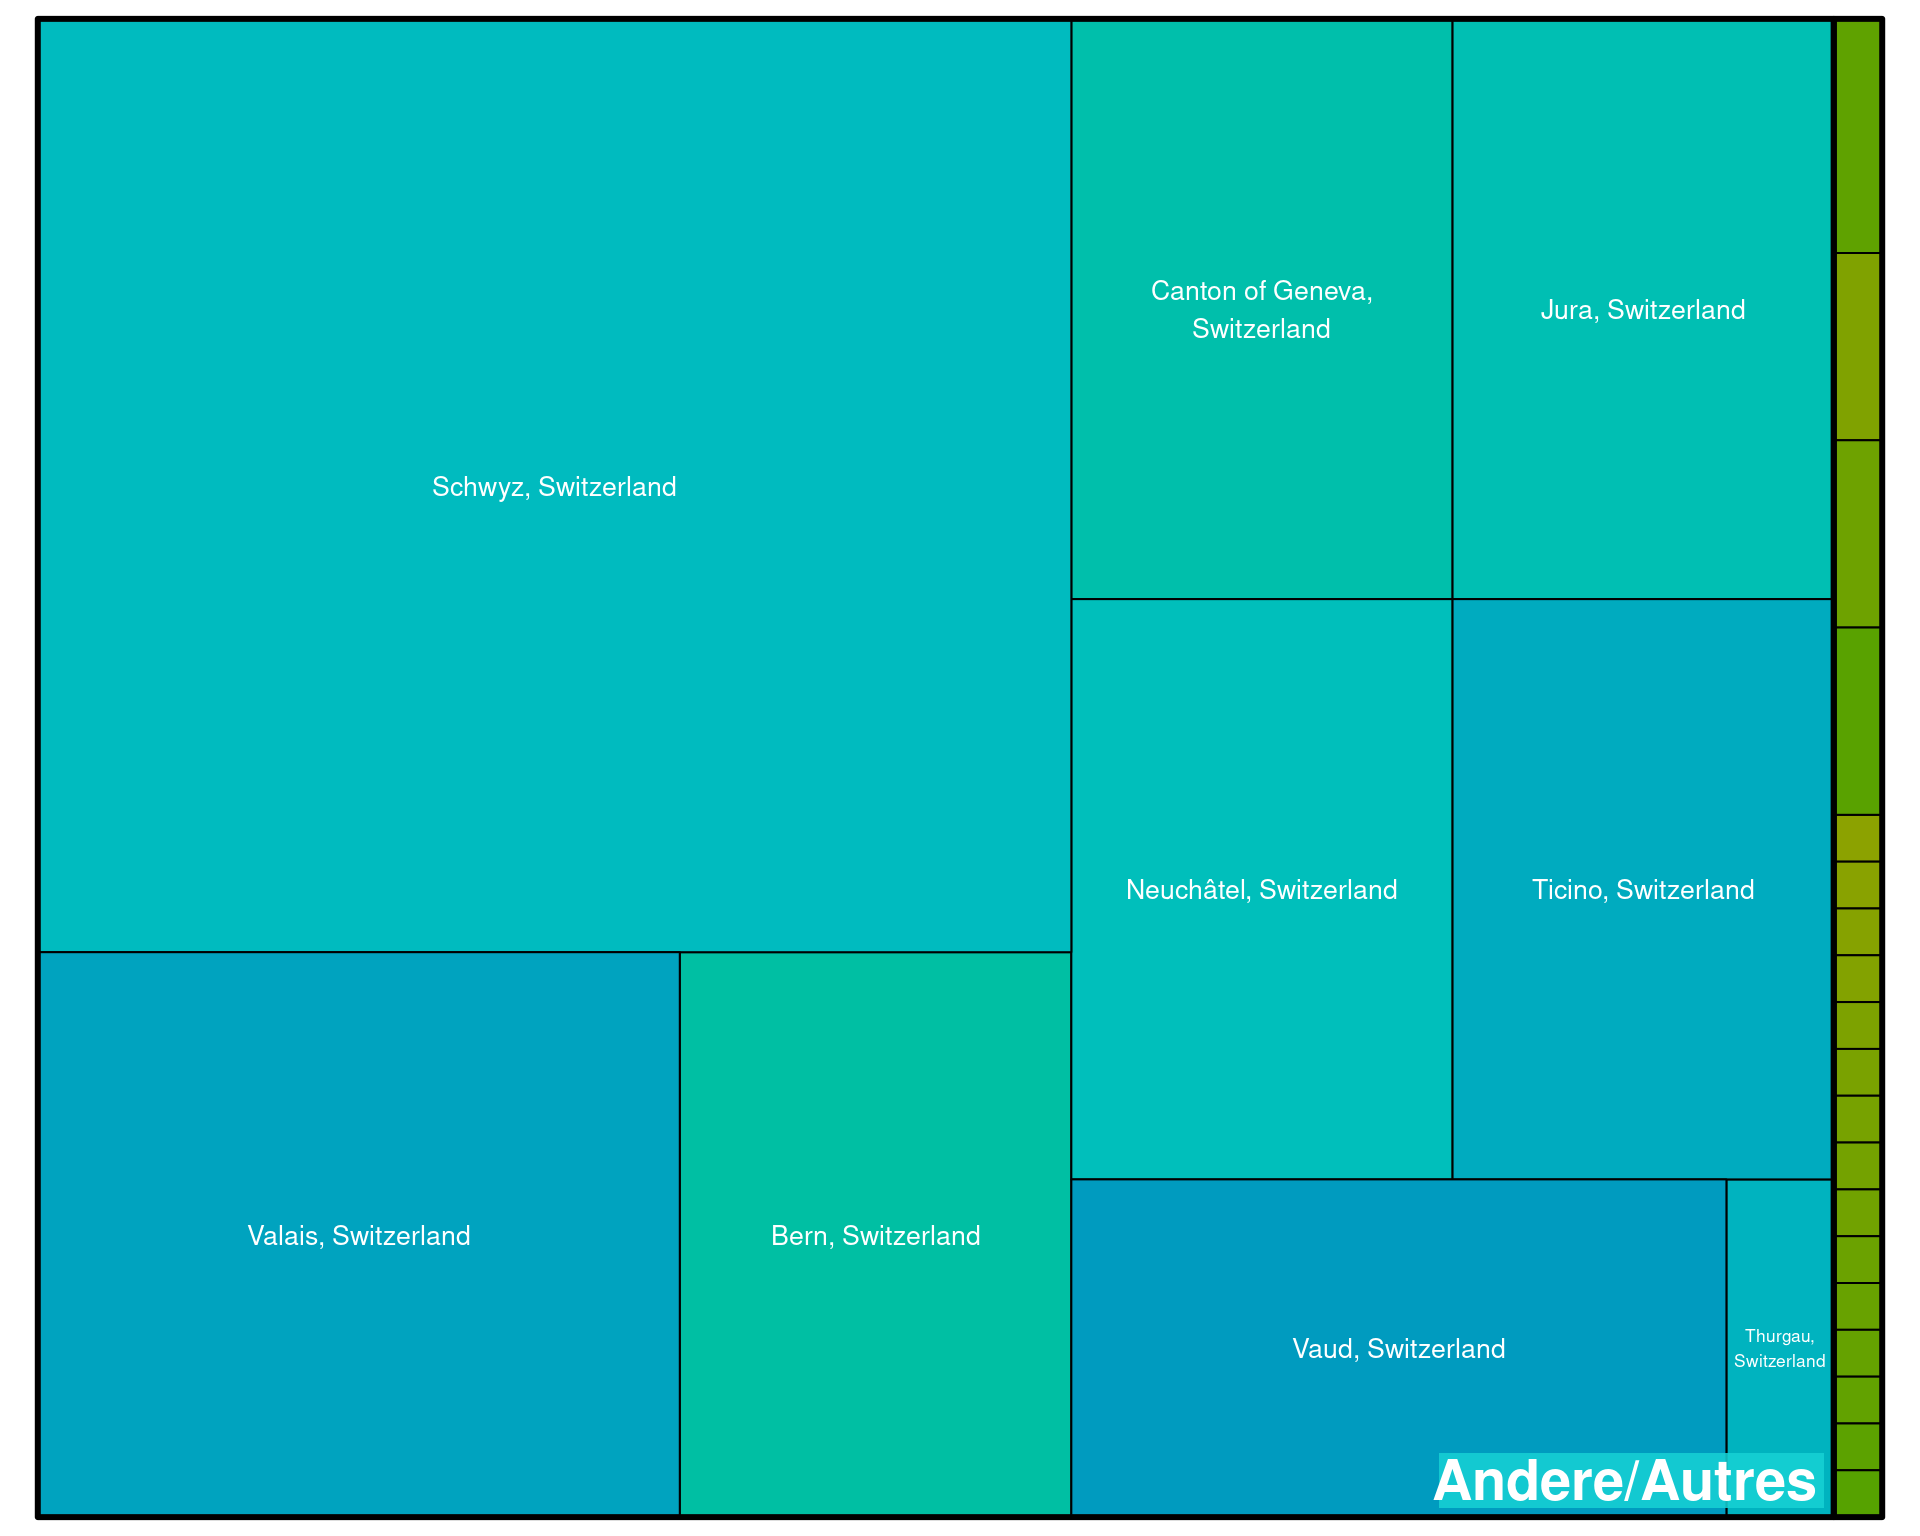 Schwyz, Switzerland
Canton of Geneva,
Switzerland
Jura, Switzerland
Neuchâtel, Switzerland
Ticino, Switzerland
Valais, Switzerland
Bern, Switzerland
Vaud, Switzerland
Thurgau,
Switzerland
Andere/Autres